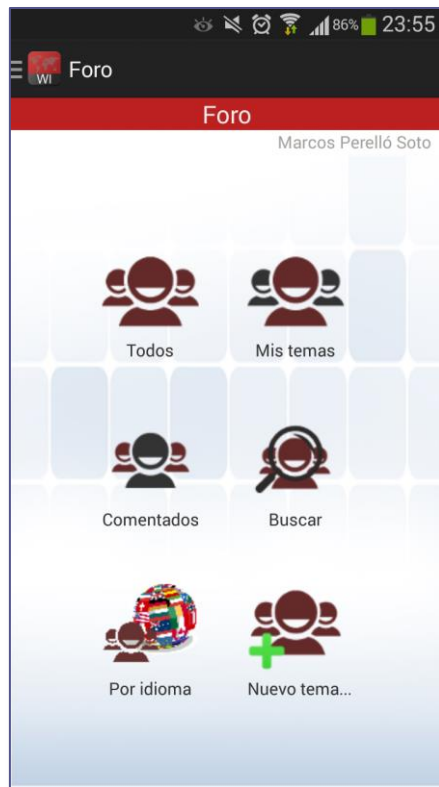 86% 23:55
WI Foro
Foro
Marcos Perelló Soto
Todos Mis temas
Comentados Buscar
Por idioma Nuevo tema...